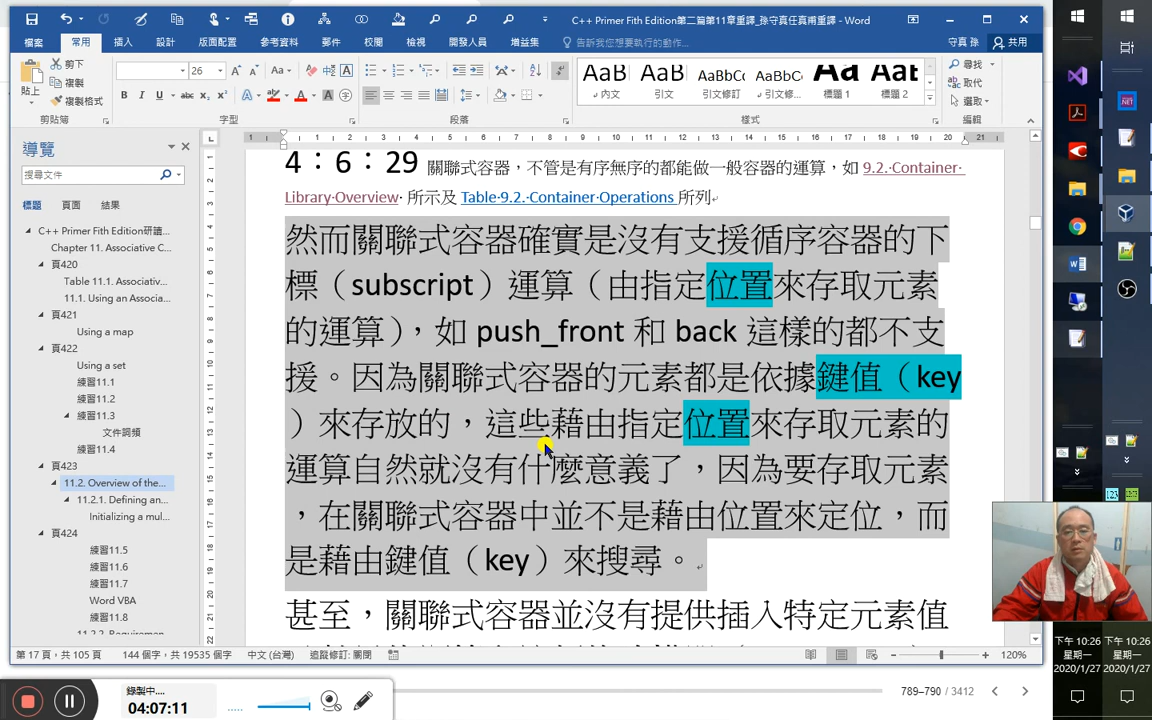 C++ Primer Fith Edition第二篇第11章重譯_孫守真任真甫重譯 - Word
檔案 常用 插入 設計 版面配置 參考資料 郵件 校閱 檢視 開發人員 增益集 告訴我您想要執行的動作... 守真 孫 共用
剪下
複製
複製格式
貼上
26
AaBb AaBb AaBbCc AaBbCc Aa Aat
內文 引文 引文修訂 引文修... 標題 1 標題 2
尋找
取代
選取
剪貼簿 字型 段落 樣式 編輯
導覽
搜尋文件
標題 頁面 結果
C++ Primer Fith Edition研讀...
Chapter 11. Associative C...
頁420
Table 11.1. Associativ...
11.1. Using an Associa...
頁421
Using a map
頁422
Using a set
練習11.1
練習11.2
練習11.3
文件詞頻
練習11.4
頁423
11.2. Overview of the...
11.2.1. Defining an...
Initializing a mul...
頁424
練習11.5
練習11.6
練習11.7
Word VBA
練習11.8
4：6：29 關聯式容器，不管是有序無序的都能做一般容器的運算，如 9.2. Container
Library Overview 所示及 Table 9.2. Container Operations 所列
然而關聯式容器確實是沒有支援循序容器的下
標（subscript）運算（由指定位置來存取元素
的運算），如 push_front 和 back 這樣的都不支
援。因為關聯式容器的元素都是依據鍵值（key
）來存放的，這些藉由指定位置來存取元素的
運算自然就沒有什麼意義了，因為要存取元素
，在關聯式容器中並不是藉由位置來定位，而
是藉由鍵值（key）來搜尋。
甚至，關聯式容器並沒有提供插入特定元素值
第 17 頁，共 105 頁 144 個字，共 19535 個字 中文 (台灣) 追蹤修訂: 關閉 120%
錄製中....
04:07:11
789–790 / 3412
下午 10:26
星期一
2020/1/27
下午 10:26
星期一
2020/1/27